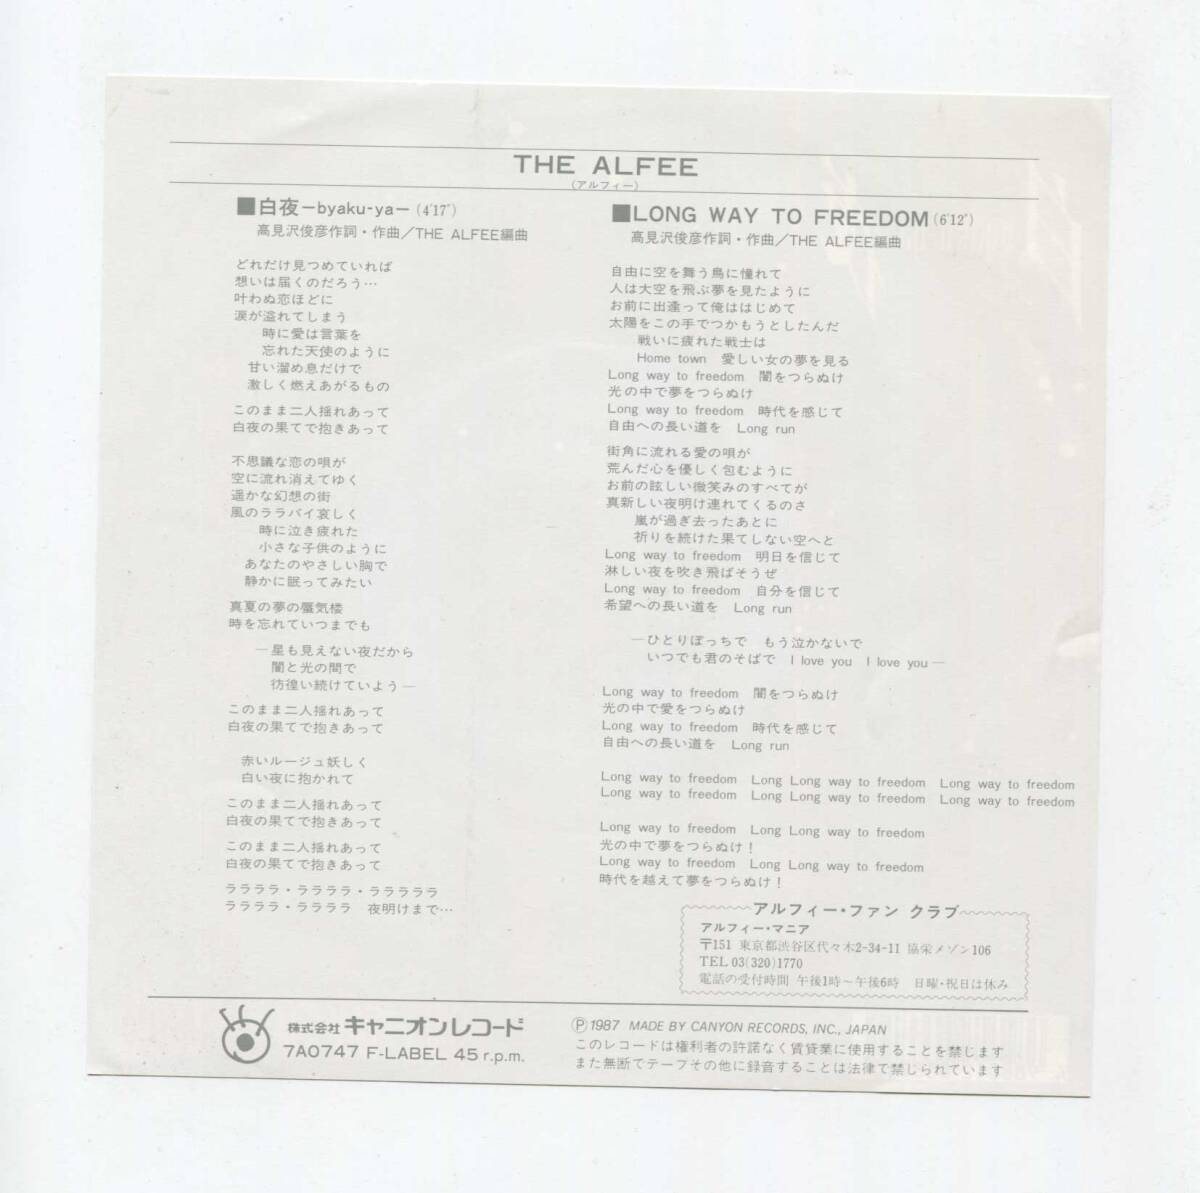 THE ALFEE
(アルフィー)
■白夜－byaku-ya－(4'17")
高見沢俊彦作詞・作曲／THE ALFEE編曲
どれだけ見つめていれば
想いは届くのだろう…
叶わぬ恋ほどに
涙が溢れてしまう
時に愛は言葉を
忘れた天使のように
甘い溜め息だけで
激しく燃えあがるもの
このまま二人揺れあって
白夜の果てで抱きあって
不思議な恋の唄が
空に流れ消えてゆく
遥かな幻想の街
風のララバイ哀しく
時に泣き疲れた
小さな子供のように
あなたのやさしい胸で
静かに眠ってみたい
真夏の夢の蜃気楼
時を忘れていつまでも
―星も見えない夜だから
闇と光の間で
彷徨い続けていよう―
このまま二人揺れあって
白夜の果てで抱きあって
赤いルージュ妖しく
白い夜に抱かれて
このまま二人揺れあって
白夜の果てで抱きあって
このまま二人揺れあって
白夜の果てで抱きあって
ララララ・ララララ・ラララララ
ララララ・ララララ　夜明けまで…
■LONG WAY TO FREEDOM(6'12")
高見沢俊彦作詞・作曲／THE ALFEE編曲
自由に空を舞う鳥に憧れて
人は大空を飛ぶ夢を見たように
お前に出逢って俺ははじめて
太陽をこの手でつかもうとしたんだ
戦いに疲れた戦士は
Home town　愛しい女の夢を見る
Long way to freedom　闇をつらぬけ
光の中で夢をつらぬけ
Long way to freedom　時代を感じて
自由への長い道を　Long run
街角に流れる愛の唄が
荒んだ心を優しく包むように
お前の眩しい微笑みのすべてが
真新しい夜明け連れてくるのさ
嵐が過ぎ去ったあとに
祈りを続けた果てしない空へと
Long way to freedom　明日を信じて
淋しい夜を吹き飛ばそうぜ
Long way to freedom　自分を信じて
希望への長い道を　Long run
―ひとりぼっちで　もう泣かないで
いつでも君のそばで　I love you　I love you―
Long way to freedom　闇をつらぬけ
光の中で愛をつらぬけ
Long way to freedom　時代を感じて
自由への長い道を　Long run
Long way to freedom　Long Long way to freedom　Long way to freedom
Long way to freedom　Long Long way to freedom　Long way to freedom
Long way to freedom　Long Long way to freedom
光の中で夢をつらぬけ！
Long way to freedom　Long Long way to freedom
時代を越えて夢をつらぬけ！
アルフィー・ファン クラブ
アルフィー・マニア
〒151 東京都渋谷区代々木2-34-11 協栄メゾン106
TEL 03(320)1770
電話の受付時間 午後1時～午後6時　日曜・祝日は休み
株式会社 キャニオンレコード
7A0747 F-LABEL 45 r.p.m.
Ⓟ1987 MADE BY CANYON RECORDS, INC., JAPAN
このレコードは権利者の許諾なく賃貸業に使用することを禁じます
また無断でテープその他に録音することは法律で禁じられています